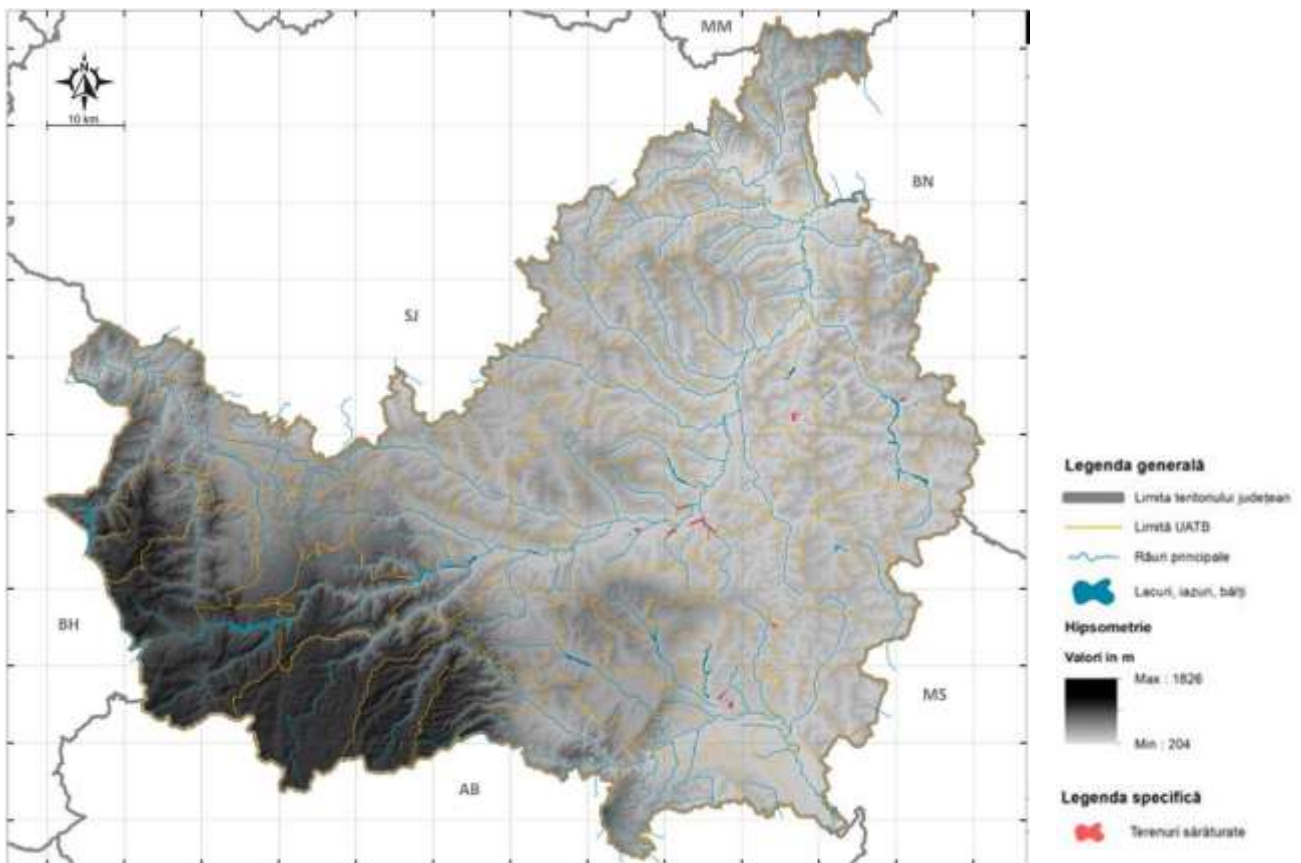 MM
N
10 km
BN
SJ
BH
MS
AB
Legenda generală
Limita teritoriului județean
Limită UATB
Râuri principale
Lacuri, iazuri, bălți
Hipsometrie
Valori in m
Max : 1826
Min : 204
Legenda specifică
Terenuri sărăturate